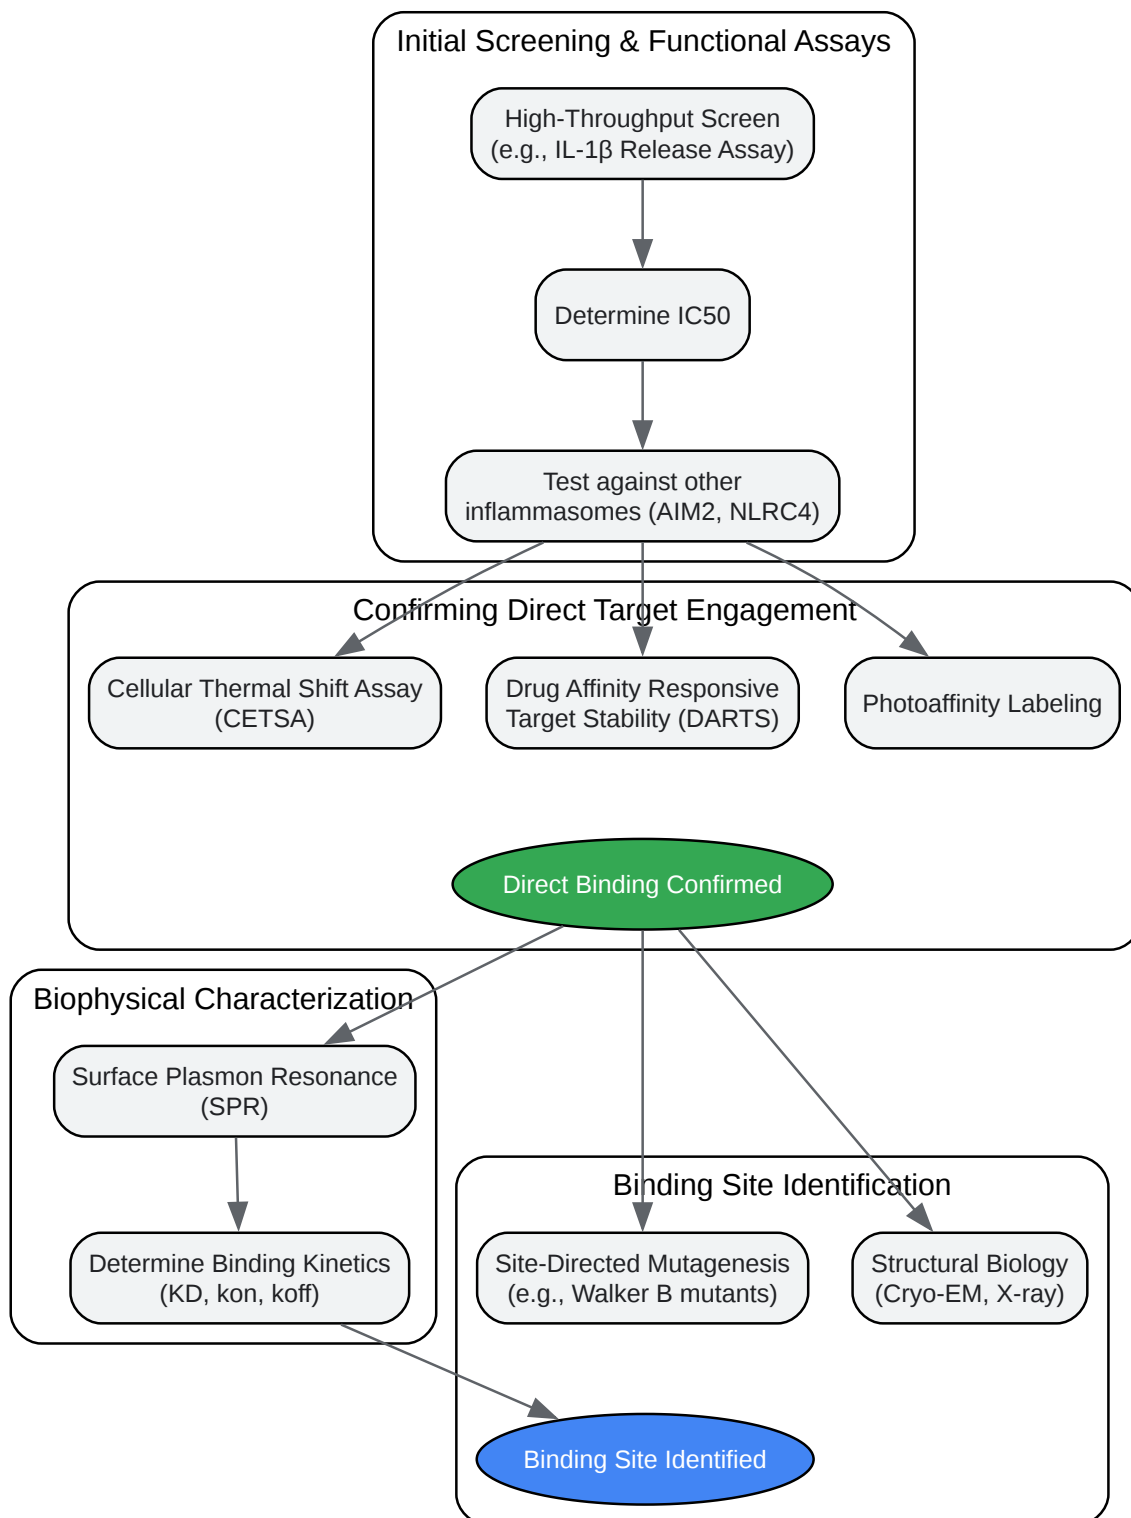 Initial Screening & Functional Assays
High-Throughput Screen
(e.g., IL-1β Release Assay)
Determine IC50
Test against other
inflammasomes (AIM2, NLRC4)
Confirming Direct Target Engagement
Cellular Thermal Shift Assay
(CETSA)
Drug Affinity Responsive
Target Stability (DARTS)
Photoaffinity Labeling
Direct Binding Confirmed
Biophysical Characterization
Surface Plasmon Resonance
(SPR)
Determine Binding Kinetics
(KD, kon, koff)
Binding Site Identification
Site-Directed Mutagenesis
(e.g., Walker B mutants)
Structural Biology
(Cryo-EM, X-ray)
Binding Site Identified